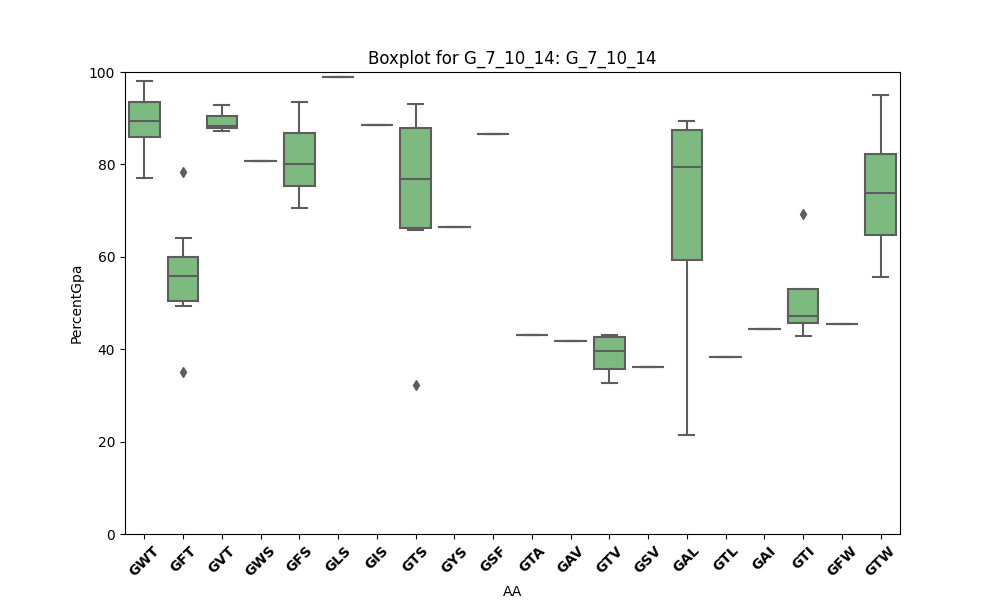 Boxplot for G_7_10_14: G_7_10_14
100
80
60
40
20
0
PercentGpa
GWT GFT GVT GWS GFS GLS GIS GTS GYS GSF GTA GAV GTV GSV GAL GTL GAI GTI GFW GTW
AA